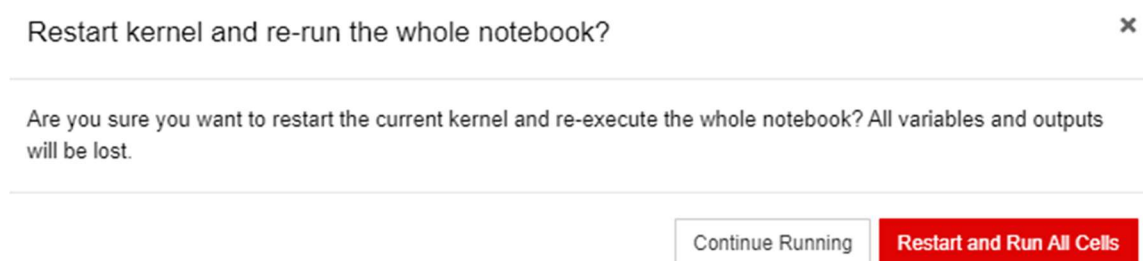 Restart kernel and re-run the whole notebook?
Are you sure you want to restart the current kernel and re-execute the whole notebook? All variables and outputs
will be lost.
Continue Running Restart and Run All Cells